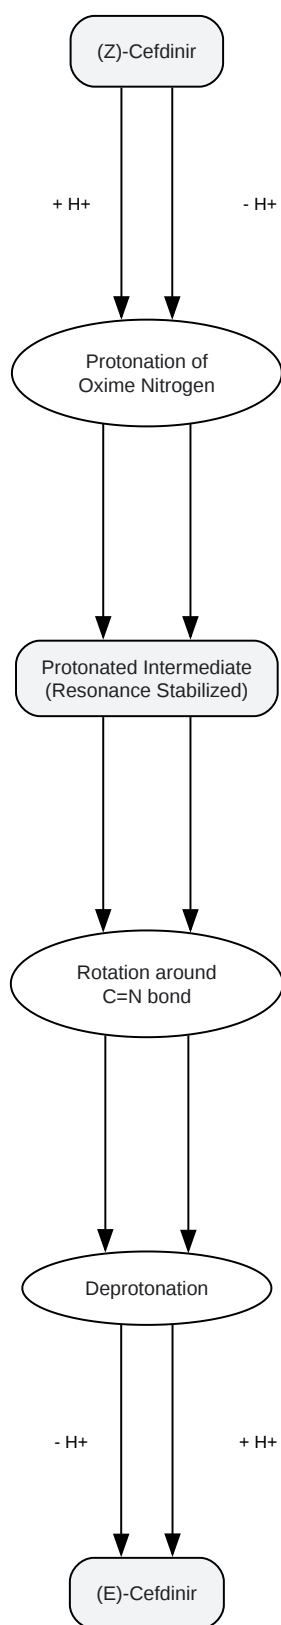 (Z)-Cefdinir
+ H+
- H+
Protonation of
Oxime Nitrogen
Protonated Intermediate
(Resonance Stabilized)
Rotation around
C=N bond
Deprotonation
- H+
+ H+
(E)-Cefdinir